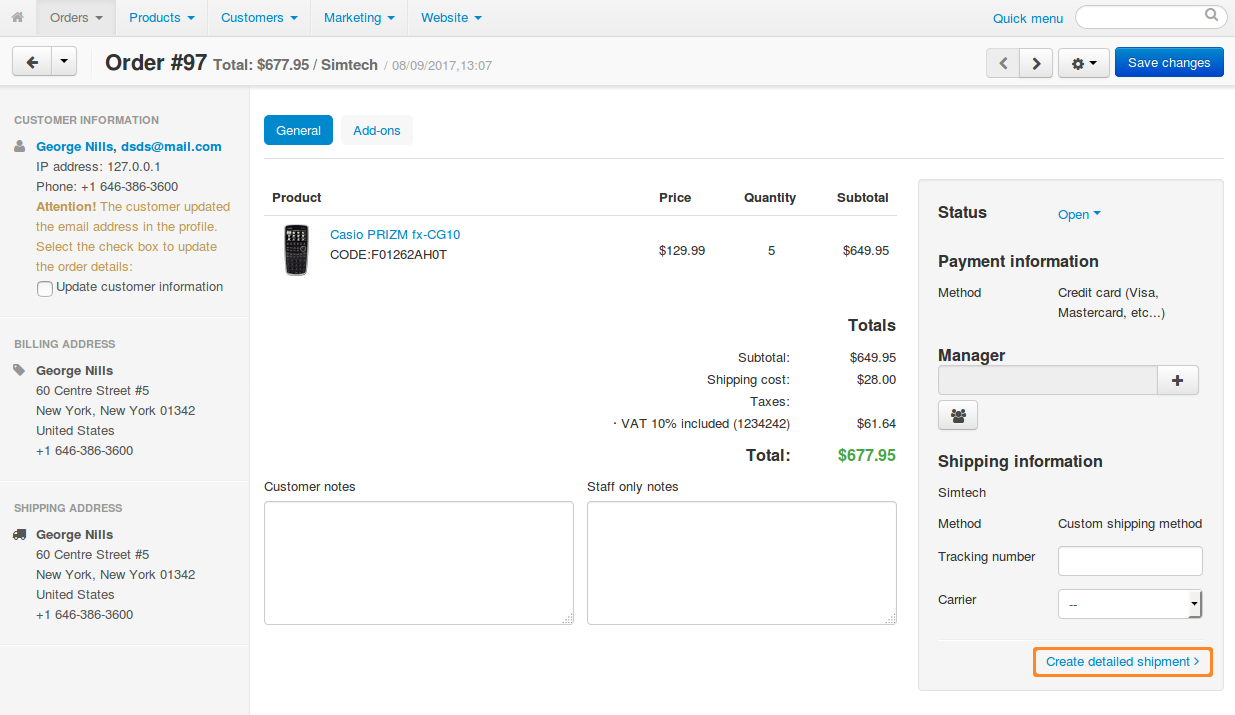 Orders Products Customers Marketing Website Quick menu
Order #97 Total: $677.95 / Simtech / 08/09/2017,13:07 Save changes
CUSTOMER INFORMATION
George Nills, dsds@mail.com
IP address: 127.0.0.1
Phone: +1 646-386-3600
Attention! The customer updated
the email address in the profile.
Select the check box to update
the order details:
Update customer information
BILLING ADDRESS
George Nills
60 Centre Street #5
New York, New York 01342
United States
+1 646-386-3600
SHIPPING ADDRESS
George Nills
60 Centre Street #5
New York, New York 01342
United States
+1 646-386-3600
General Add-ons
Product Price Quantity Subtotal
Casio PRIZM fx-CG10
CODE:F01262AH0T
$129.99 5 $649.95
Totals
Subtotal: $649.95
Shipping cost: $28.00
Taxes:
· VAT 10% included (1234242) $61.64
Total: $677.95
Customer notes Staff only notes
Status Open
Payment information
Method Credit card (Visa,
Mastercard, etc...)
Manager
Shipping information
Simtech
Method Custom shipping method
Tracking number
Carrier --
Create detailed shipment